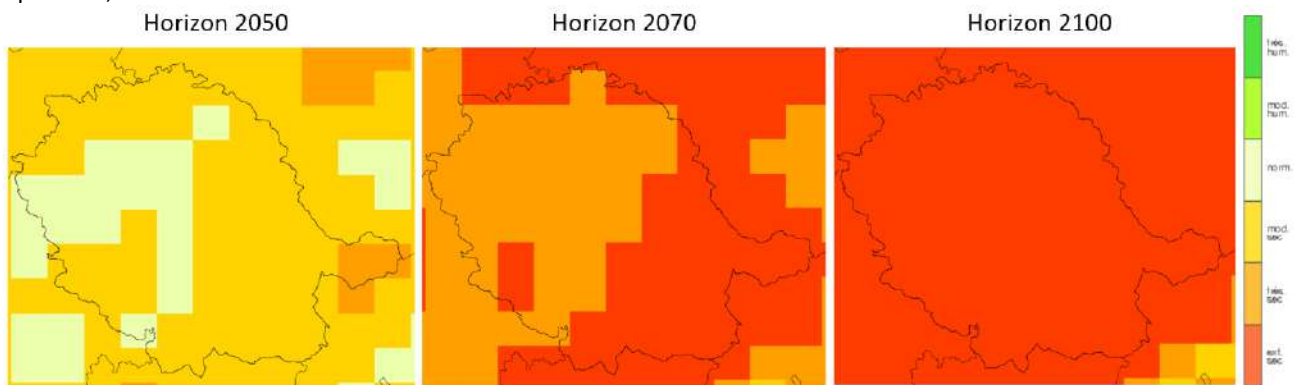 Horizon 2050
Horizon 2070
Horizon 2100
très.
hum.
mod.
hum.
norm.
mod.
sec
très.
sec
ext.
sec